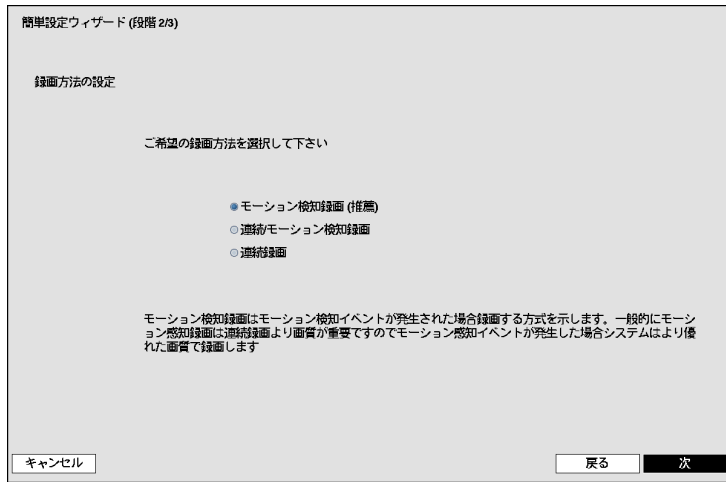 簡単設定ウィザード (段階 2/3)
録画方法の設定
ご希望の録画方法を選択して下さい
モーション検知録画 (推薦)
連続/モーション検知録画
連続録画
モーション検知録画はモーション検知イベントが発生された場合録画する方式を示します。一般的にモーシ
ョン感知録画は連続録画より画質が重要ですのでモーション感知イベントが発生した場合システムはより優
れた画質で録画します
キャンセル
戻る
次